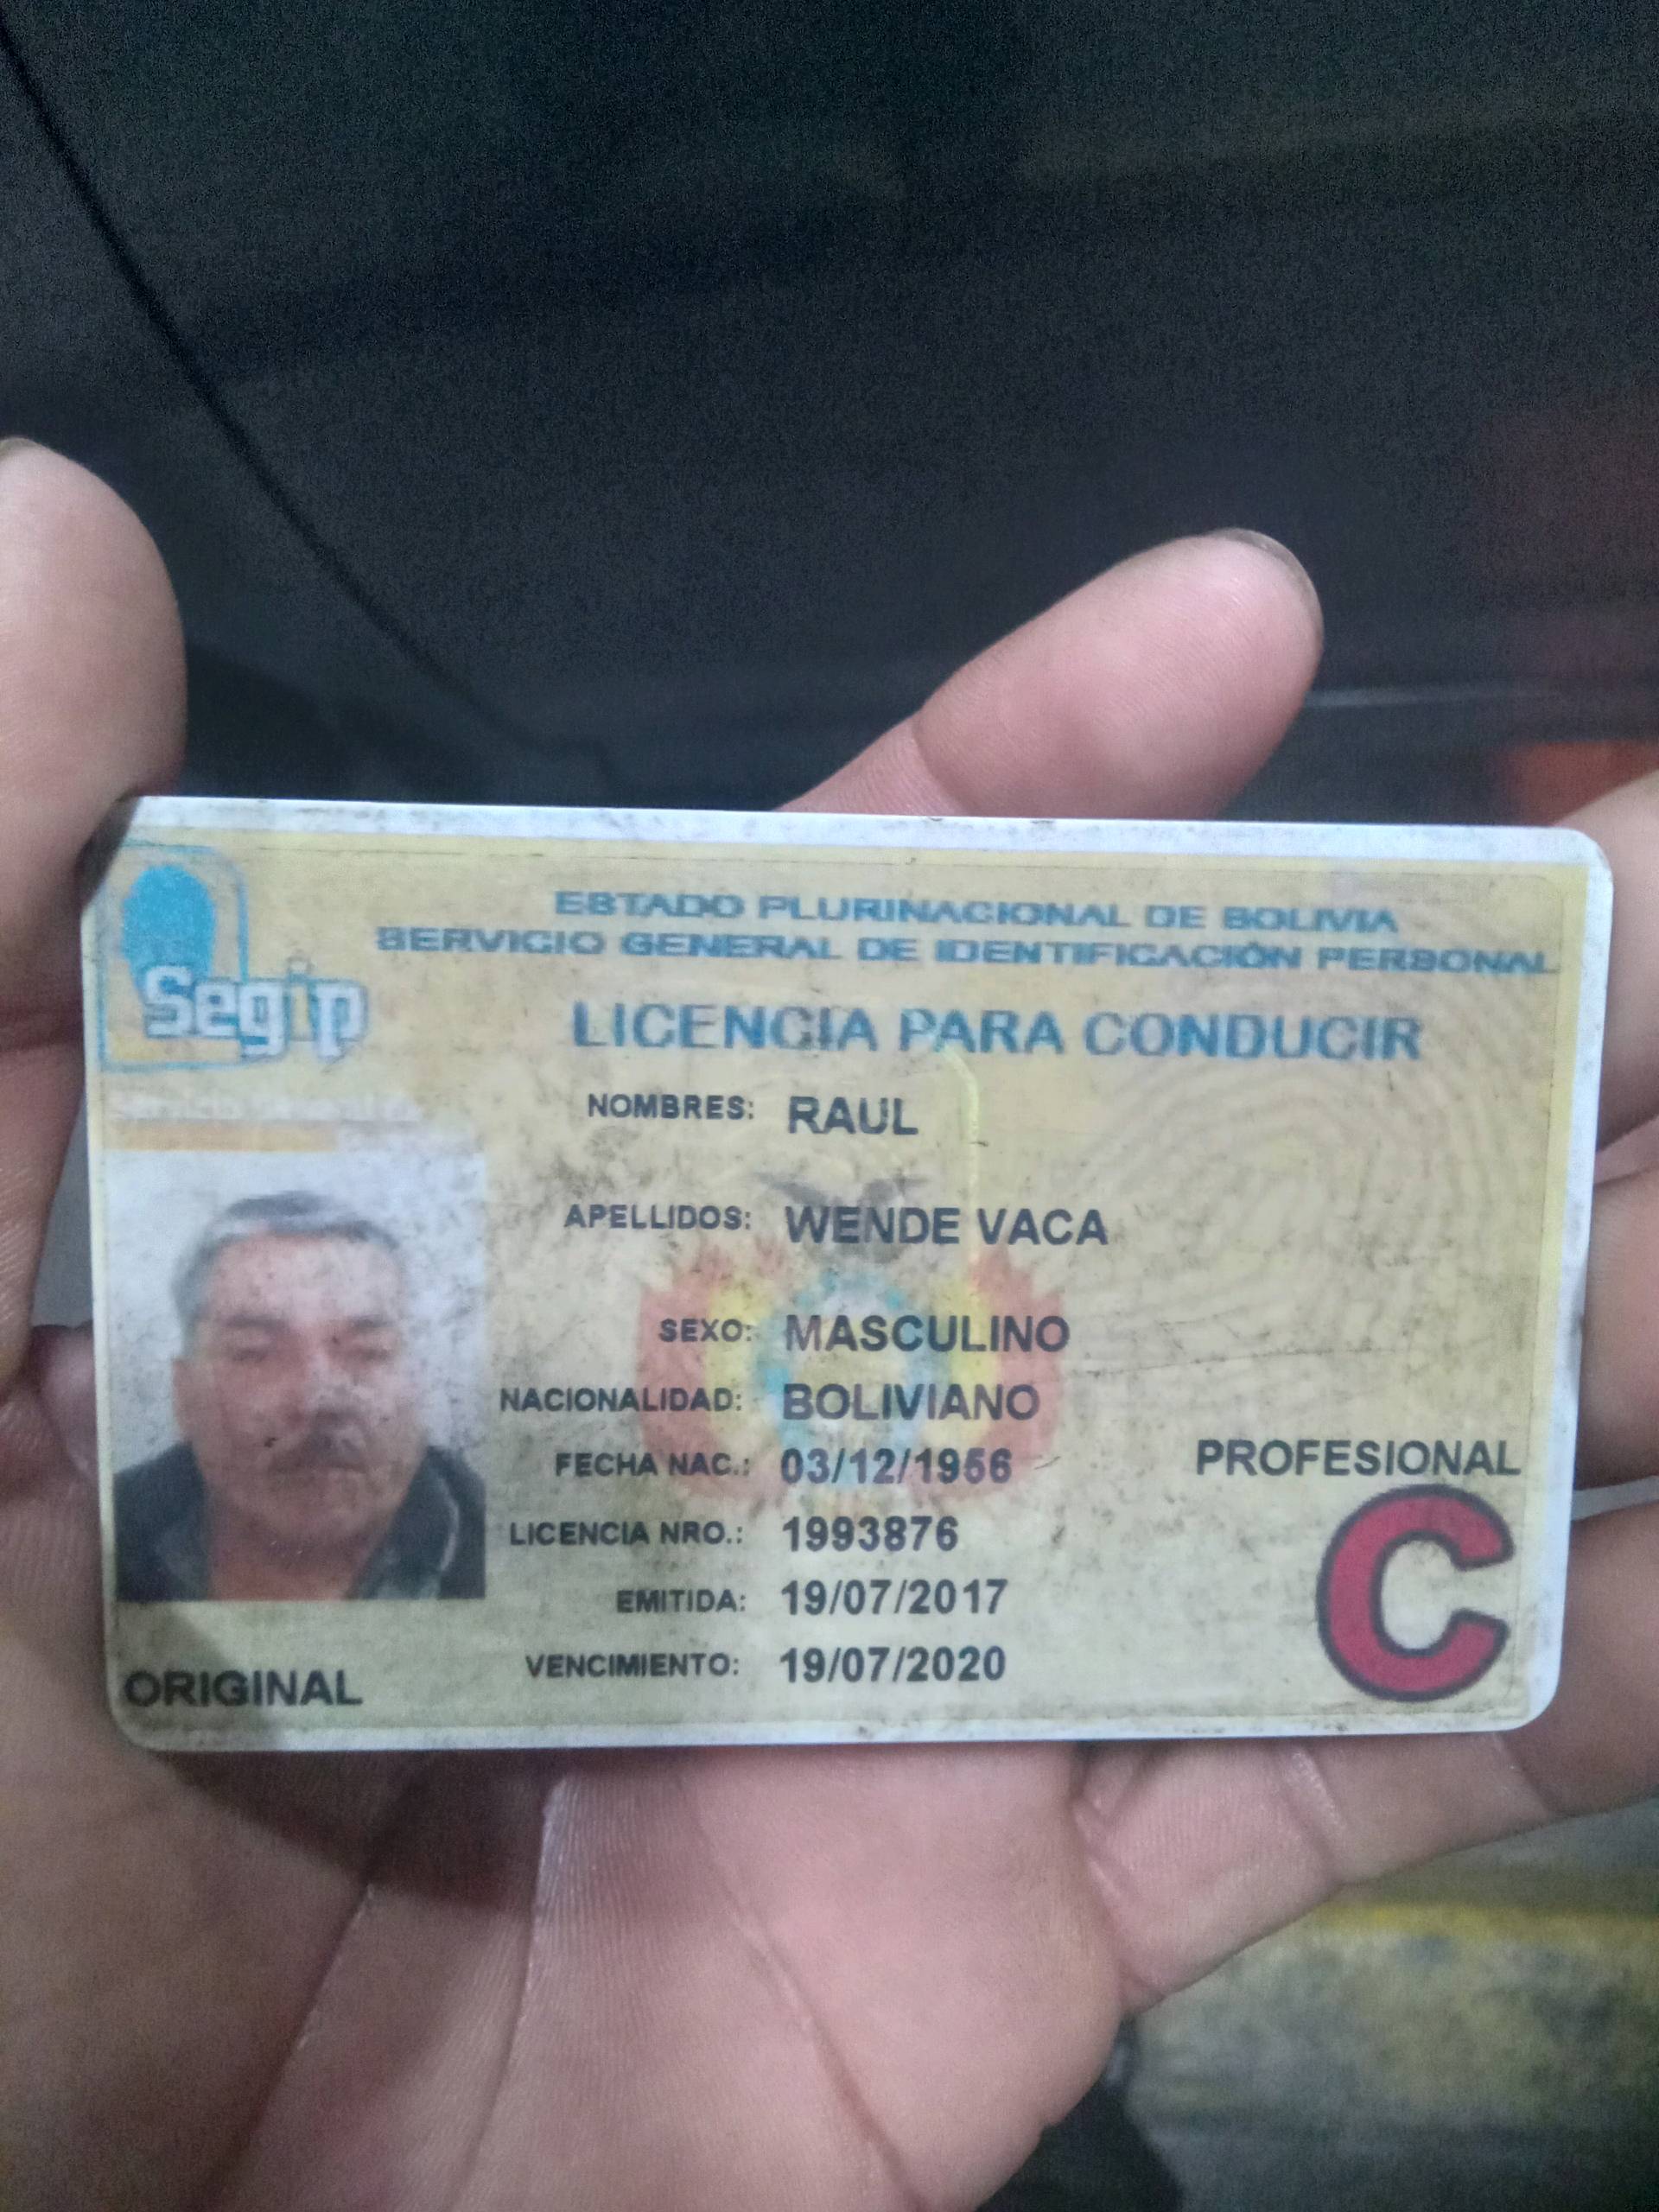 ESTADO PLURINACIONAL DE BOLIVIA
SERVICIO GENERAL DE IDENTIFICACIÓN PERSONAL
Segip
LICENCIA PARA CONDUCIR
NOMBRES: RAUL
APELLIDOS: WENDE VACA
SEXO: MASCULINO
NACIONALIDAD: BOLIVIANO
FECHA NAC.: 03/12/1956
LICENCIA NRO.: 1993876
EMITIDA: 19/07/2017
VENCIMIENTO: 19/07/2020
PROFESIONAL
C
ORIGINAL